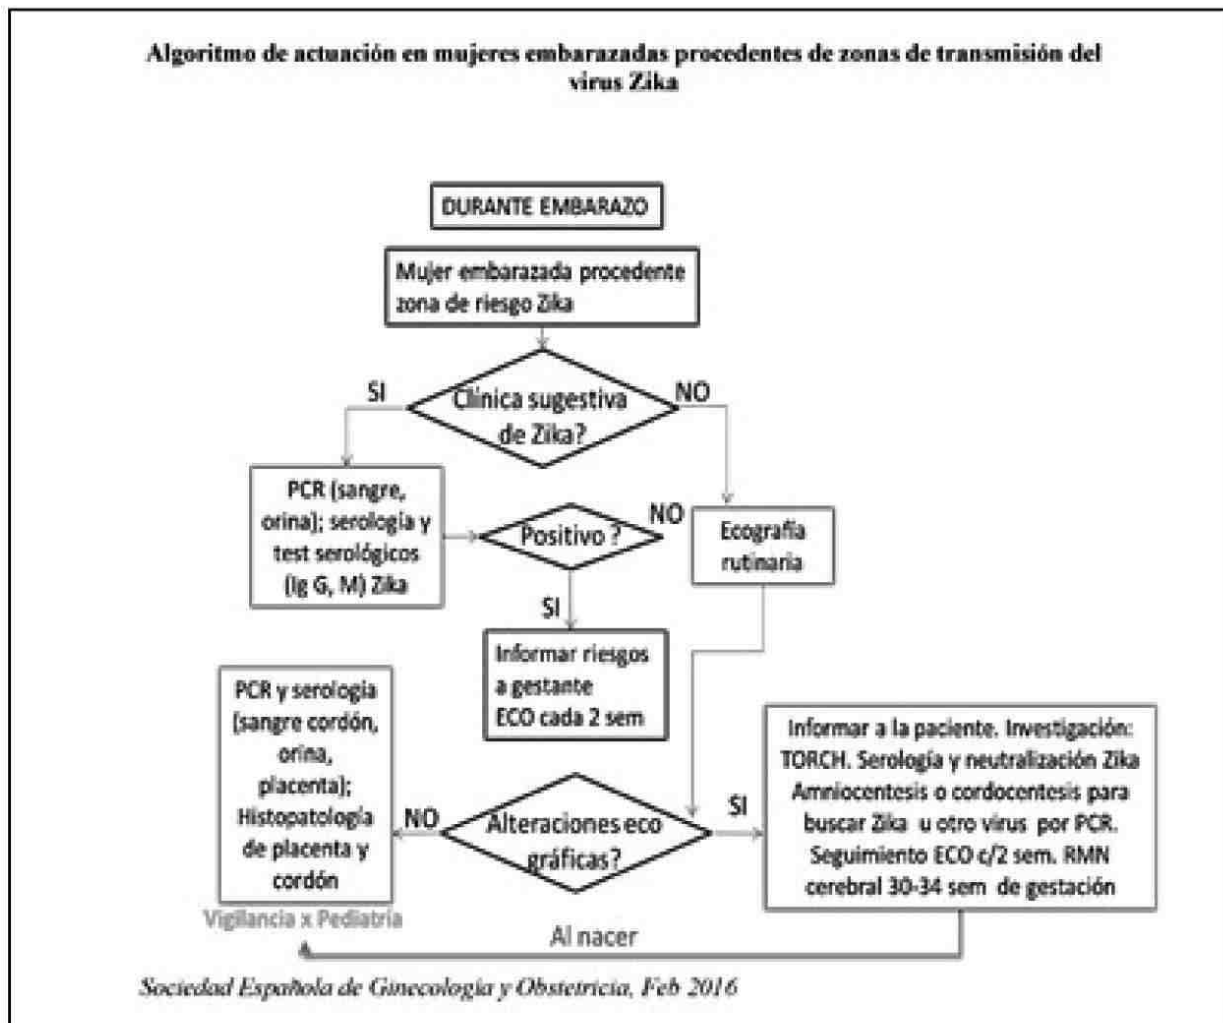 Algoritmo de actuación en mujeres embarazadas procedentes de zonas de transmisión del
virus Zika
DURANTE EMBARAZO
Mujer embarazada procedente
zona de riesgo Zika
SI
NO
Clínica sugestiva
de Zika?
PCR (sangre,
orina); serología y
test serológicos
(Ig G, M) Zika
Positivo ?
NO
Ecografía
rutinaria
SI
Informar riesgos
a gestante
ECO cada 2 sem
PCR y serología
(sangre cordón,
orina,
placenta);
Histopatología
de placenta y
cordón
Vigilancia x Pediatría
NO
Alteraciones eco
gráficas?
SI
Informar a la paciente. Investigación:
TORCH. Serología y neutralización Zika
Amniocentesis o cordocentesis para
buscar Zika u otro virus por PCR.
Seguimiento ECO c/2 sem. RMN
cerebral 30-34 sem de gestación
Al nacer
Sociedad Española de Ginecología y Obstetricia, Feb 2016